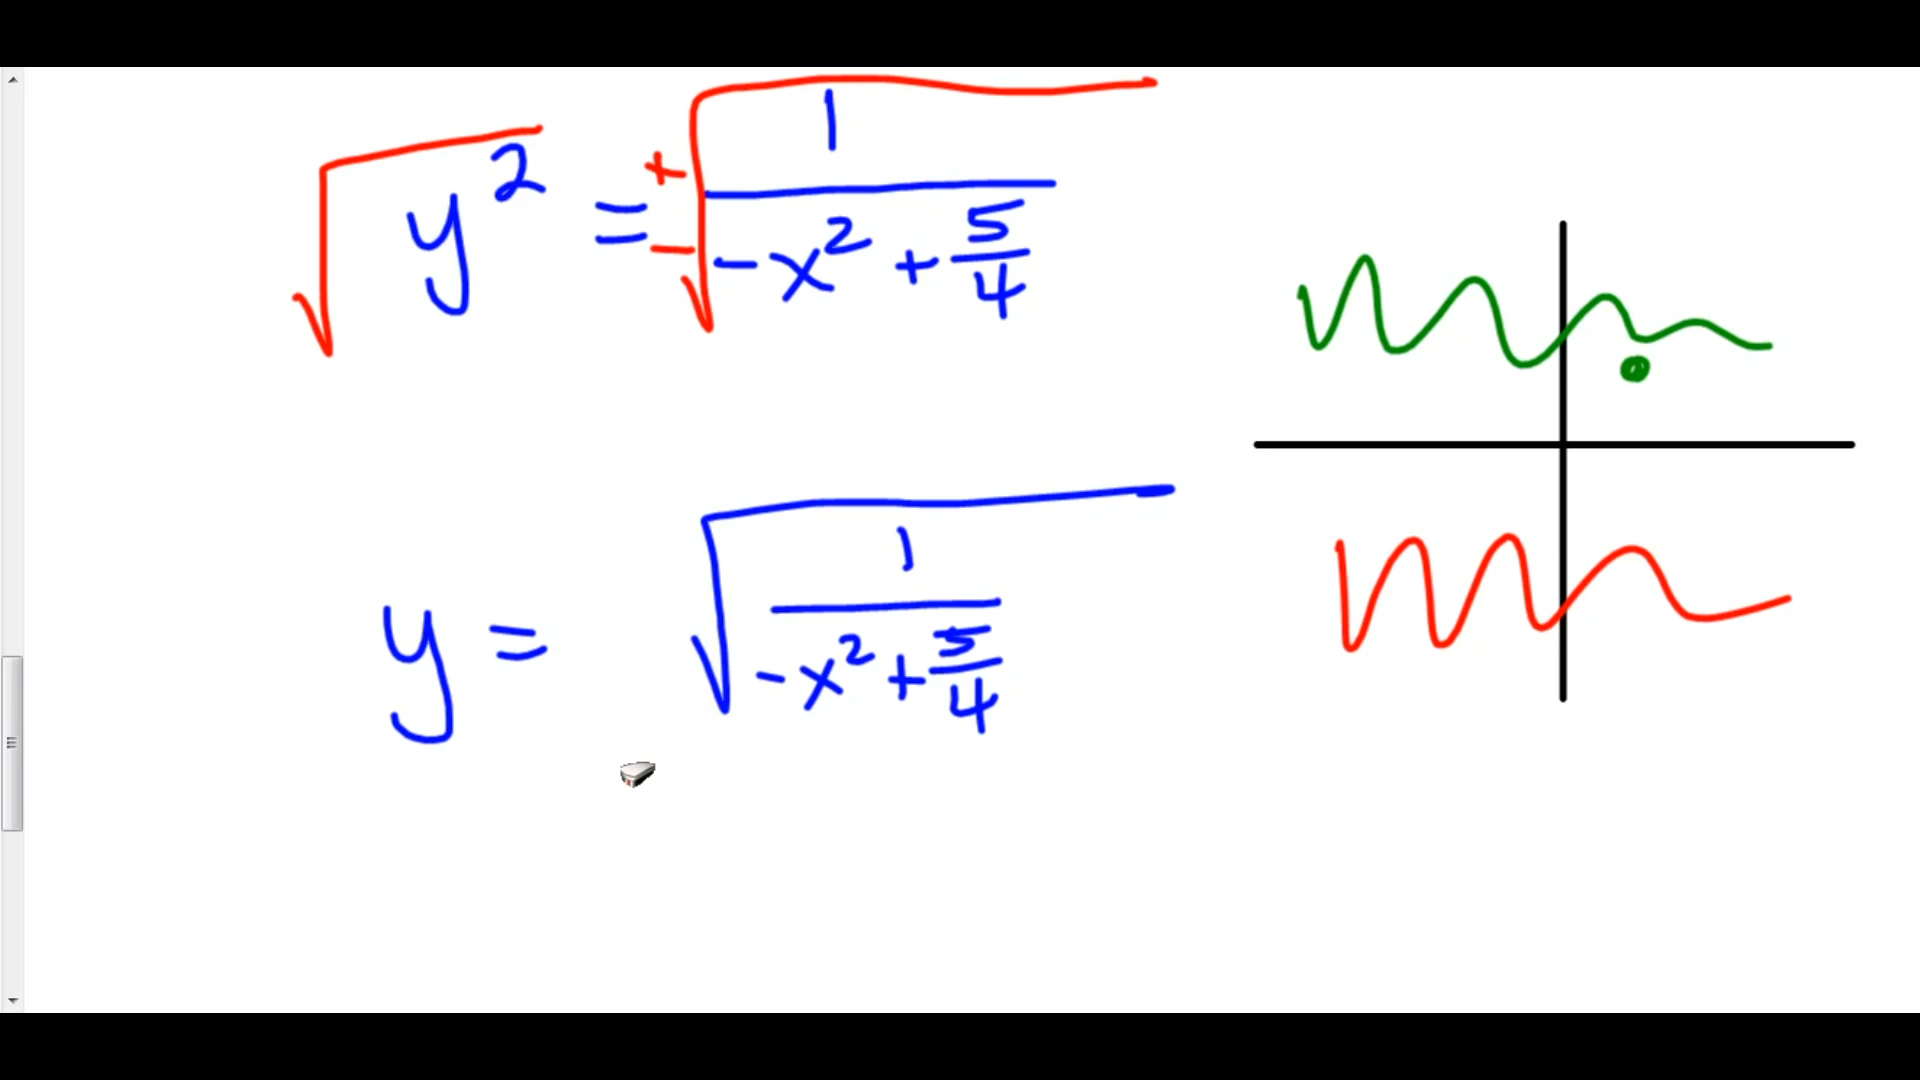 √y² = ±√(1/(-x² + 5/4))
y = √(1/(-x² + 5/4))